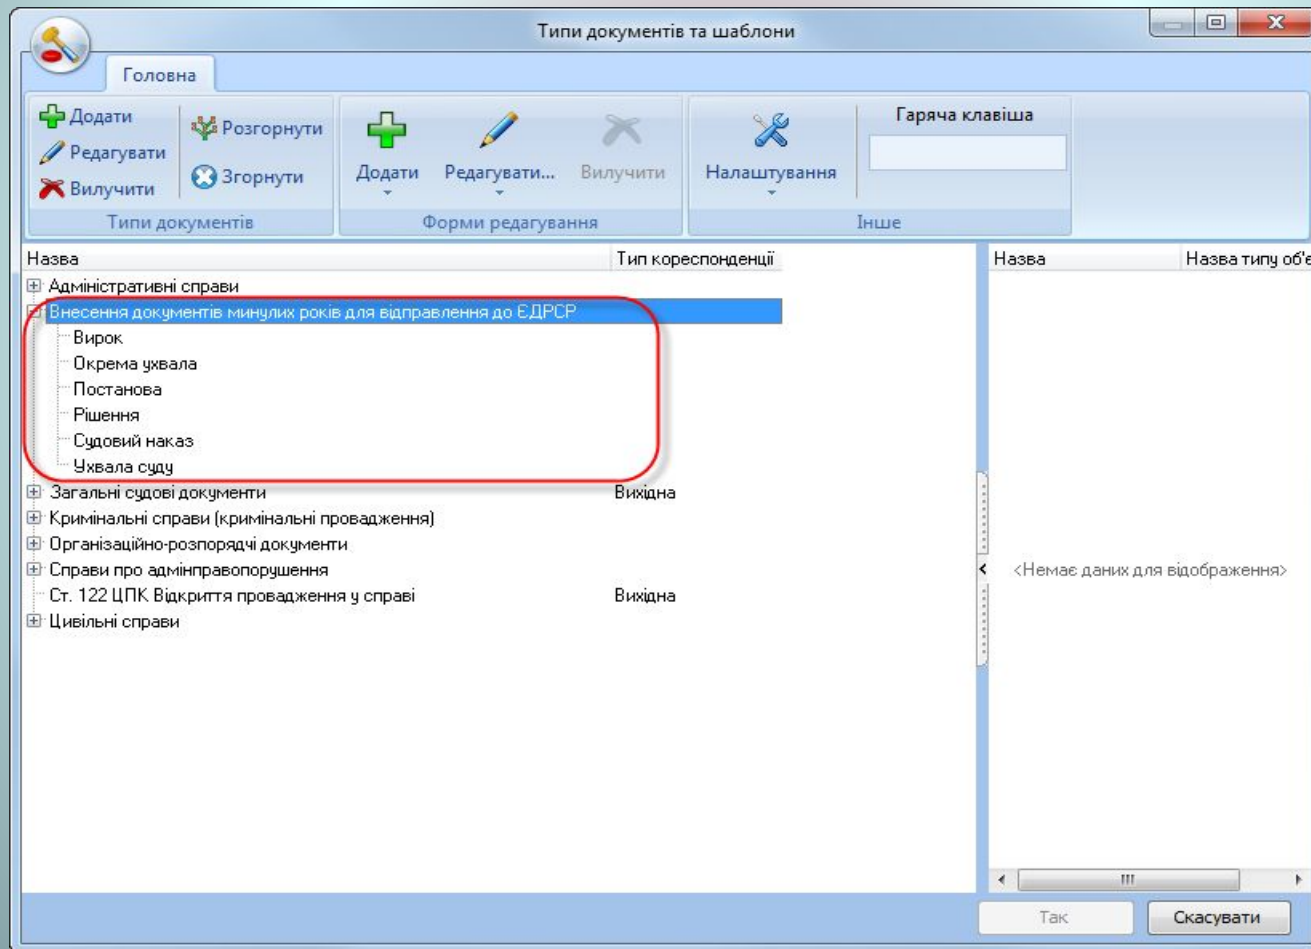 Типи документів та шаблони
Головна
Додати
Редагувати
Вилучити
Розгорнути
Згорнути
Типи документів
Додати
Редагувати...
Вилучити
Форми редагування
Налаштування
Гаряча клавіша
Інше
Назва Тип кореспонденції
Адміністративні справи
Внесення документів минулих років для відправлення до ЄДРСР
Вирок
Окрема ухвала
Постанова
Рішення
Судовий наказ
Ухвала суду
Загальні судові документи Вихідна
Кримінальні справи (кримінальні провадження)
Організаційно-розпорядчі документи
Справи про адмінправопорушення
Ст. 122 ЦПК Відкриття провадження у справі Вихідна
Цивільні справи
Назва Назва типу об'є
<Немає даних для відображення>
Так
Скасувати